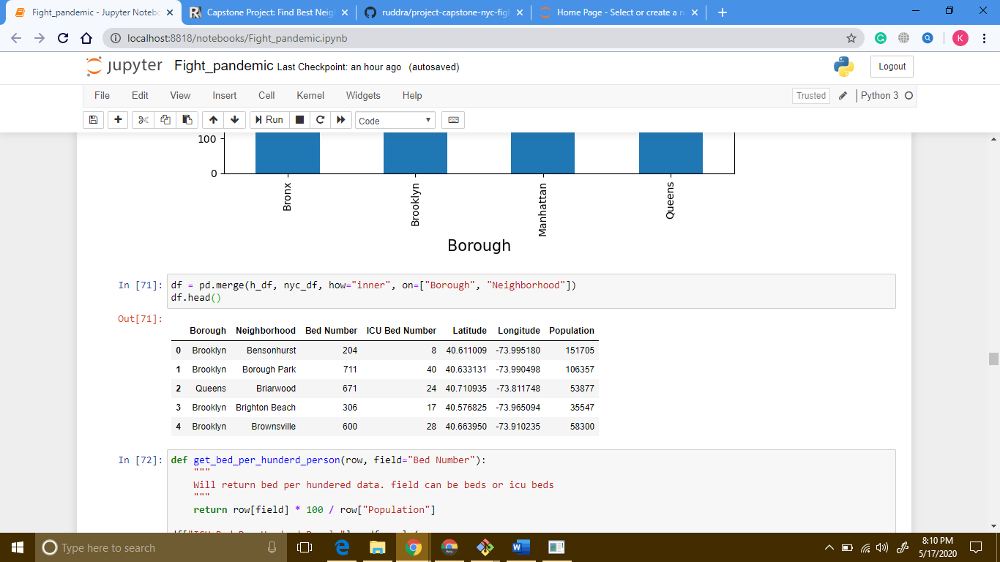 Fight_pandemic - Jupyter Notebo
Capstone Project: Find Best Neigh
ruddra/project-capstone-nyc-figh
Home Page - Select or create a n
localhost:8818/notebooks/Fight_pandemic.ipynb
K
jupyter Fight_pandemic Last Checkpoint: an hour ago (autosaved)
Logout
File Edit View Insert Cell Kernel Widgets Help
Trusted Python 3
Run Code
100
0
Bronx
Brooklyn
Manhattan
Queens
Borough
In [71]: df = pd.merge(h_df, nyc_df, how="inner", on=["Borough", "Neighborhood"])
df.head()
Out[71]:
Borough Neighborhood Bed Number ICU Bed Number Latitude Longitude Population
0 Brooklyn Bensonhurst 204 8 40.611009 -73.995180 151705
1 Brooklyn Borough Park 711 40 40.633131 -73.990498 106357
2 Queens Briarwood 671 24 40.710935 -73.811748 53877
3 Brooklyn Brighton Beach 306 17 40.576825 -73.965094 35547
4 Brooklyn Brownsville 600 28 40.663950 -73.910235 58300
In [72]: def get_bed_per_hunderd_person(row, field="Bed Number"):
"""
Will return bed per hundered data. field can be beds or icu beds
"""
return row[field] * 100 / row["Population"]
Type here to search
8:10 PM
5/17/2020